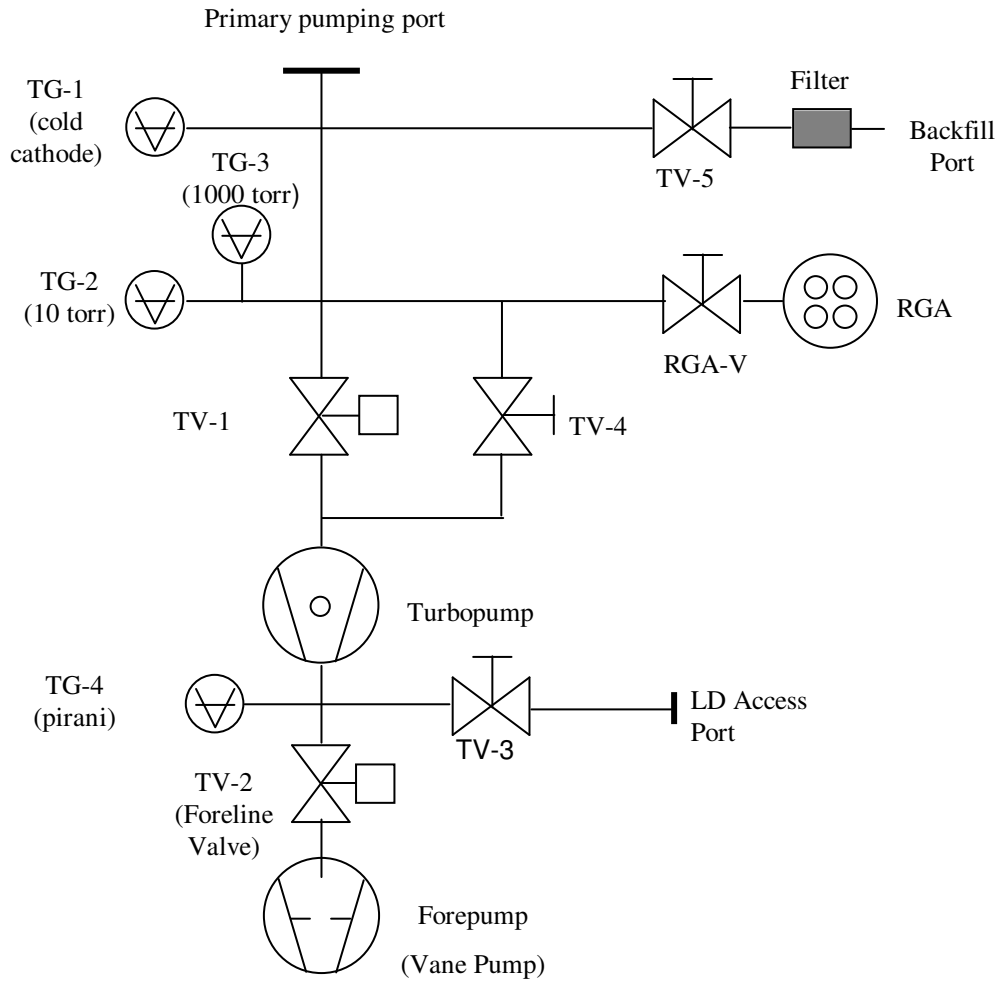 Primary pumping port
TG-1
(cold
cathode)
Filter
Backfill
Port
TV-5
TG-3
(1000 torr)
TG-2
(10 torr)
RGA
RGA-V
TV-1
TV-4
Turbopump
TG-4
(pirani)
LD Access
Port
TV-3
TV-2
(Foreline
Valve)
Forepump
(Vane Pump)